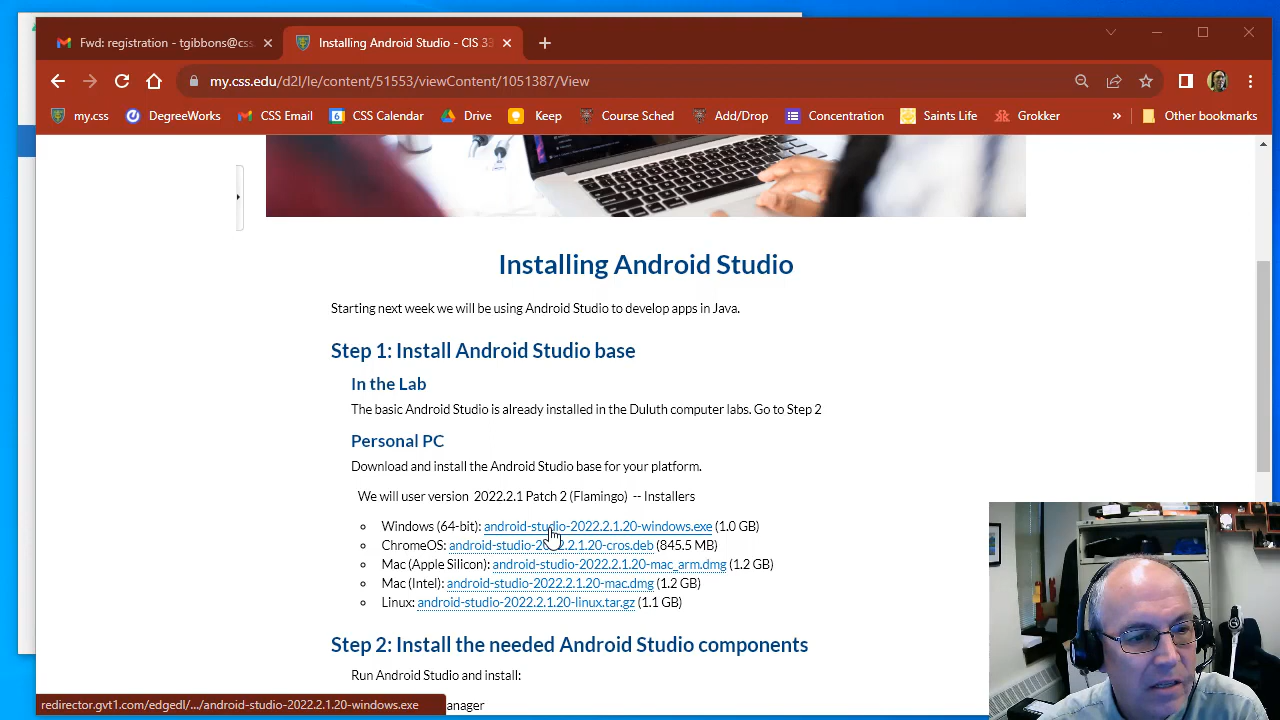 Fwd: registration - tgibbons@css.
Installing Android Studio - CIS 33
my.css.edu/d2l/le/content/51553/viewContent/1051387/View
my.css
DegreeWorks
CSS Email
CSS Calendar
Drive
Keep
Course Sched
Add/Drop
Concentration
Saints Life
Grokker
»
Other bookmarks
Installing Android Studio
Starting next week we will be using Android Studio to develop apps in Java.
Step 1: Install Android Studio base
In the Lab
The basic Android Studio is already installed in the Duluth computer labs. Go to Step 2
Personal PC
Download and install the Android Studio base for your platform.
We will user version 2022.2.1 Patch 2 (Flamingo) -- Installers
Windows (64-bit): android-studio-2022.2.1.20-windows.exe (1.0 GB)
ChromeOS: android-studio-2022.2.1.20-cros.deb (845.5 MB)
Mac (Apple Silicon): android-studio-2022.2.1.20-mac_arm.dmg (1.2 GB)
Mac (Intel): android-studio-2022.2.1.20-mac.dmg (1.2 GB)
Linux: android-studio-2022.2.1.20-linux.tar.gz (1.1 GB)
Step 2: Install the needed Android Studio components
Run Android Studio and install:
anager
redirector.gvt1.com/edgedl/.../android-studio-2022.2.1.20-windows.exe